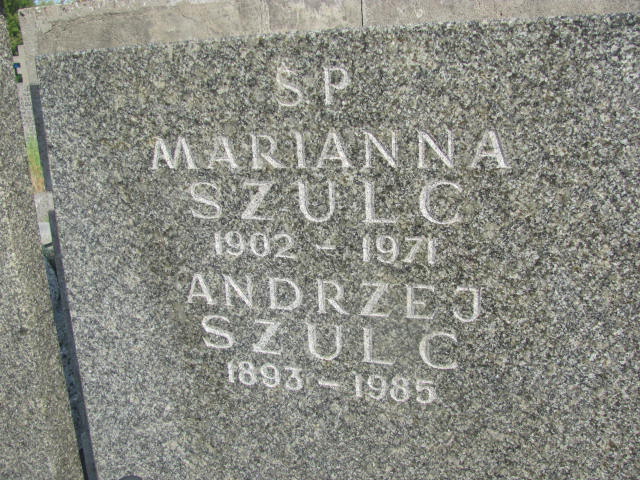 ŚP
MARIANNA
SZULC
1902 - 1971
ANDRZEJ
SZULC
1893 - 1985